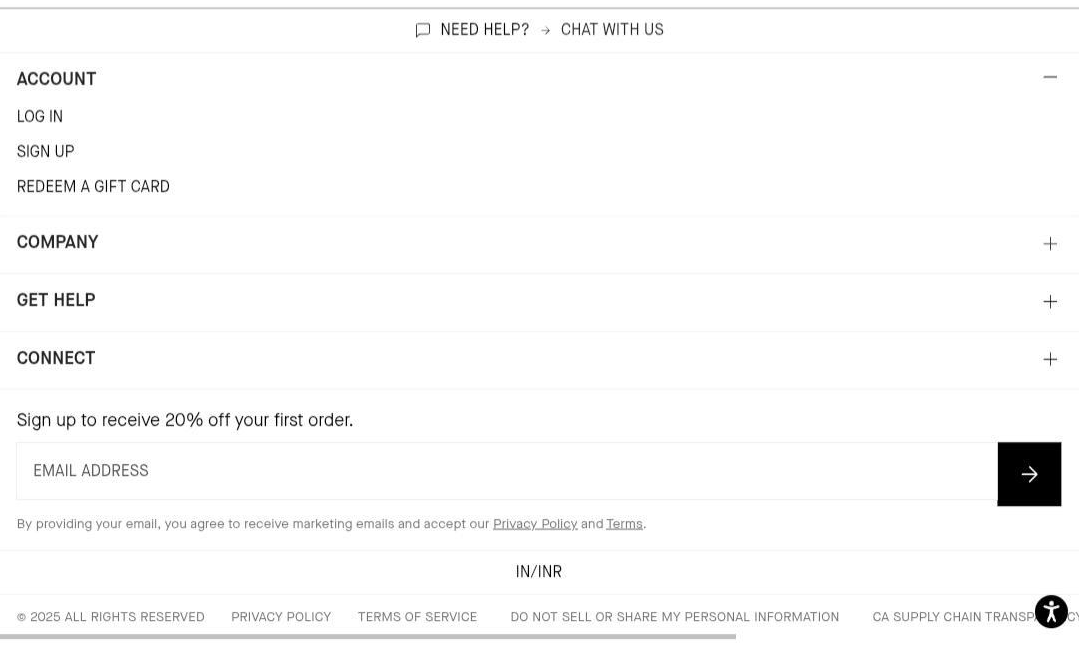 NEED HELP? → CHAT WITH US
ACCOUNT
LOG IN
SIGN UP
REDEEM A GIFT CARD
COMPANY
GET HELP
CONNECT
Sign up to receive 20% off your first order.
EMAIL ADDRESS
By providing your email, you agree to receive marketing emails and accept our Privacy Policy and Terms.
IN/INR
© 2025 ALL RIGHTS RESERVED PRIVACY POLICY TERMS OF SERVICE DO NOT SELL OR SHARE MY PERSONAL INFORMATION CA SUPPLY CHAIN